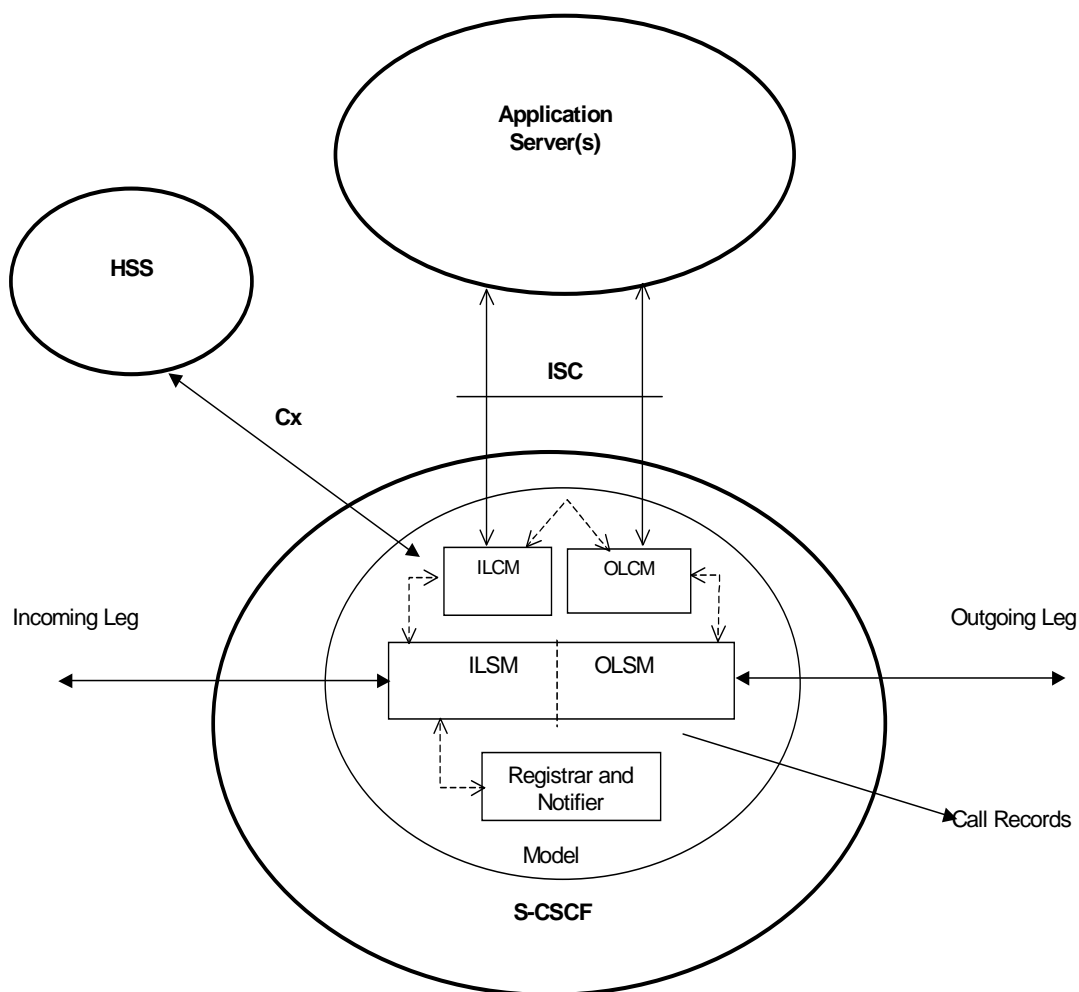 Application
Server(s)
HSS
ISC
Cx
ILCM
OLCM
Incoming Leg
Outgoing Leg
ILSM
OLSM
Registrar and
Notifier
Call Records
Model
S-CSCF